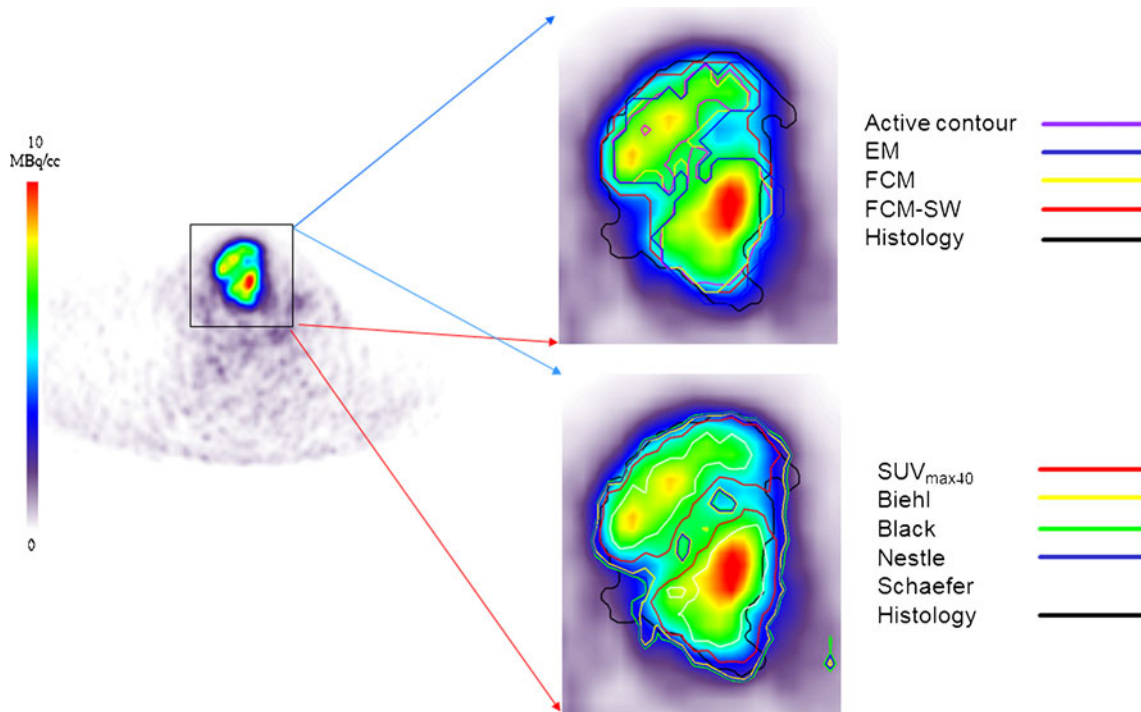 10
MBq/cc
0
Active contour
EM
FCM
FCM-SW
Histology
SUVmax40
Biehl
Black
Nestle
Schaefer
Histology